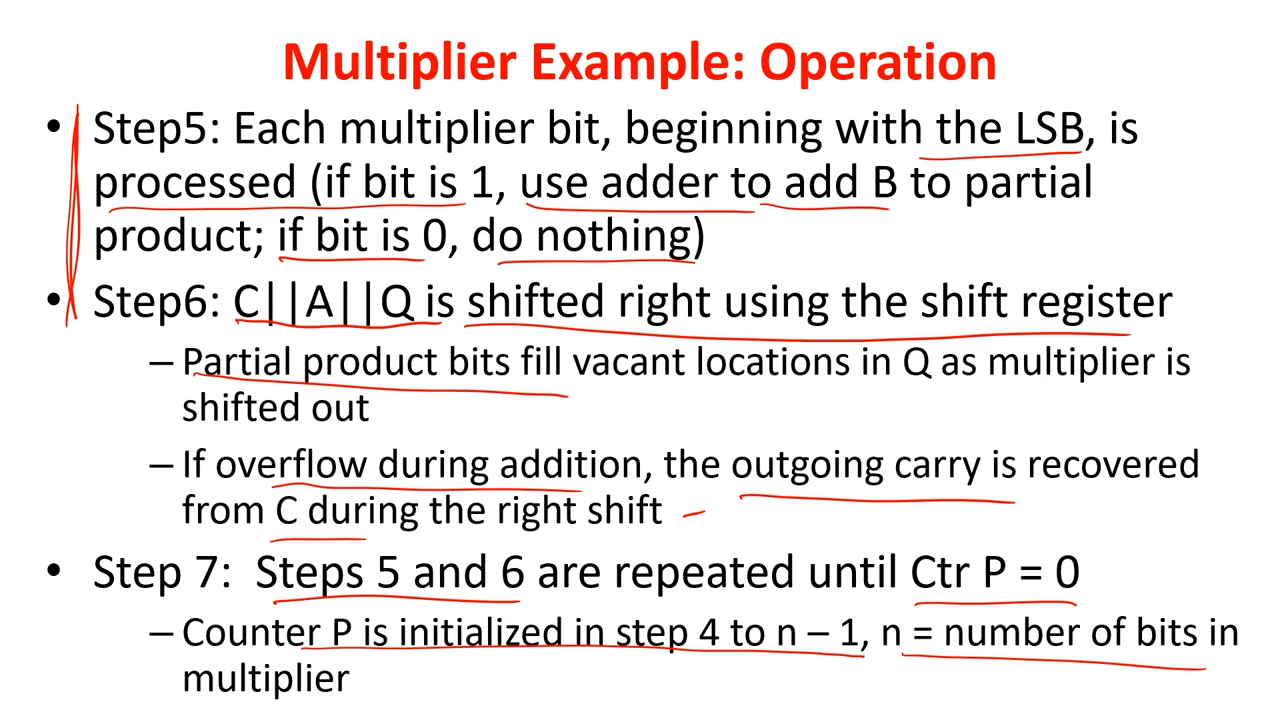 Multiplier Example: Operation
• Step5: Each multiplier bit, beginning with the LSB, is
processed (if bit is 1, use adder to add B to partial
product; if bit is 0, do nothing)
• Step6: C||A||Q is shifted right using the shift register
– Partial product bits fill vacant locations in Q as multiplier is
shifted out
– If overflow during addition, the outgoing carry is recovered
from C during the right shift
• Step 7: Steps 5 and 6 are repeated until Ctr P = 0
– Counter P is initialized in step 4 to n – 1, n = number of bits in
multiplier